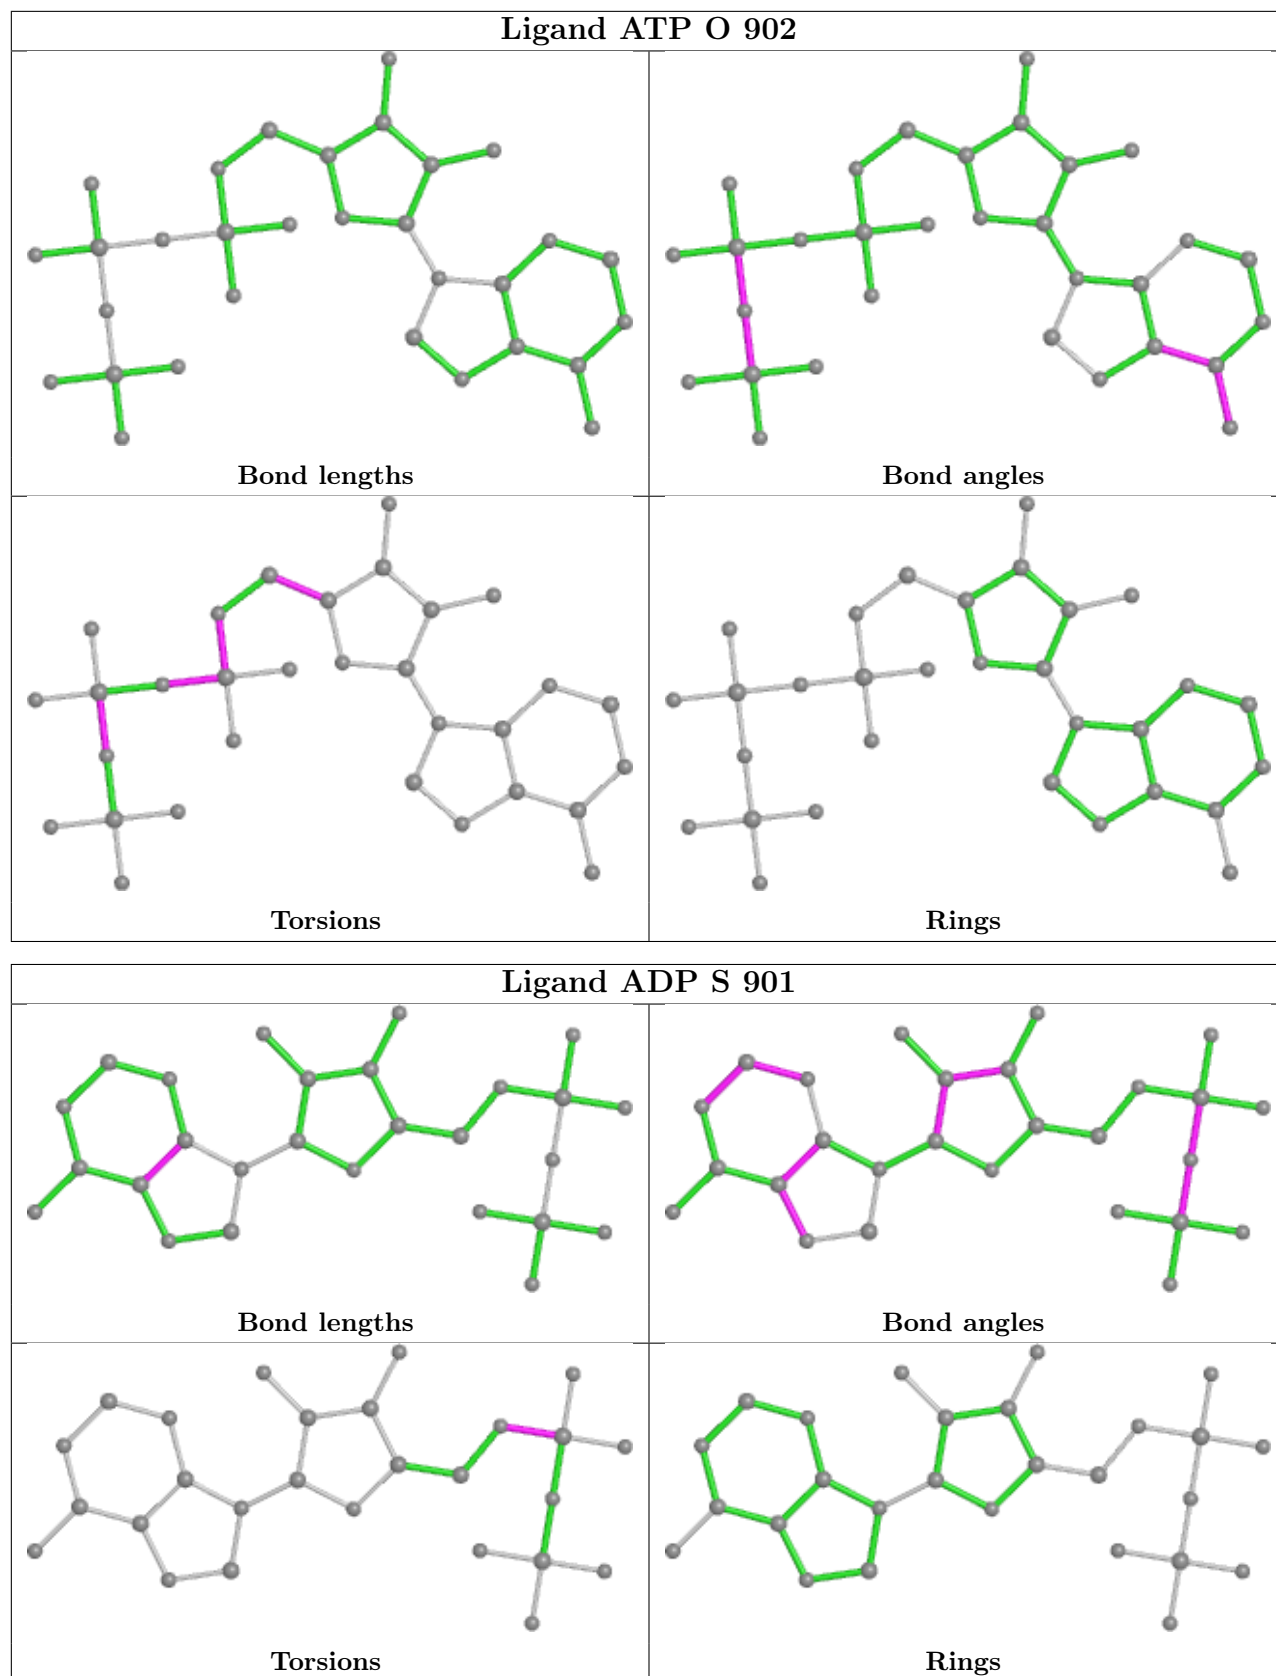 Ligand ATP O 902
Bond lengths
Bond angles
Torsions
Rings
Ligand ADP S 901
Bond lengths
Bond angles
Torsions
Rings